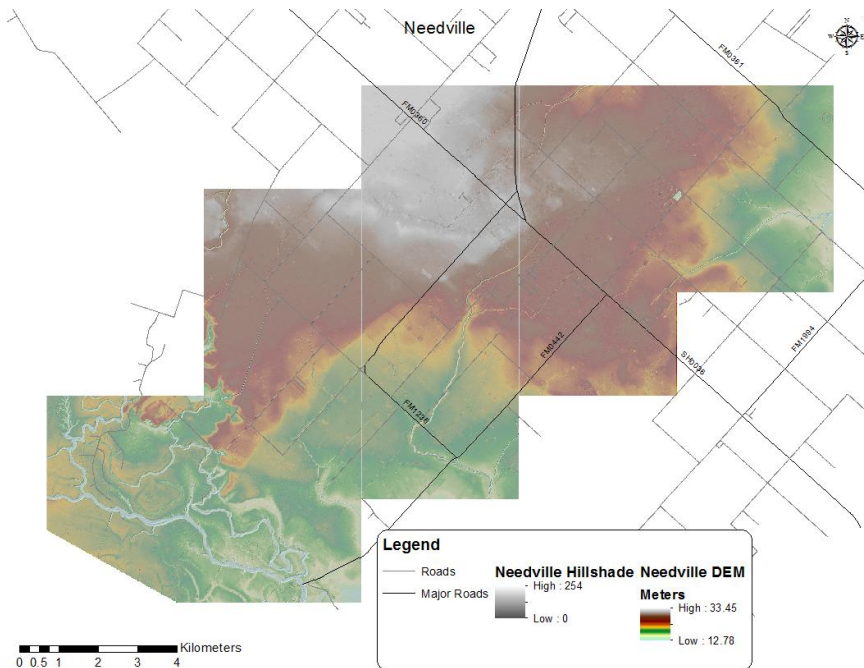 Needville
N
W E
S
FM0361
FM0360
FM0442
FM1994
SH0036
FM1236
Legend
Roads
Major Roads
Needville Hillshade
High : 254
Low : 0
Needville DEM
Meters
High : 33.45
Low : 12.78
Kilometers
0 0.5 1 2 3 4